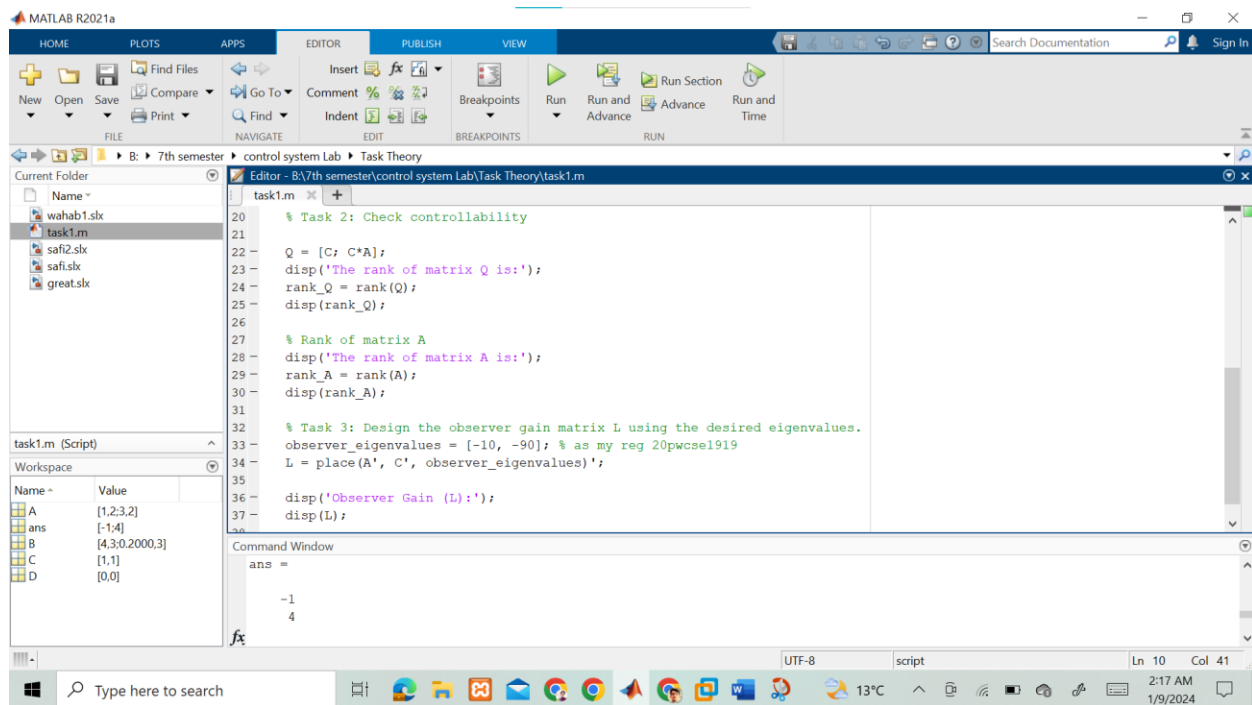 MATLAB R2021a
HOME PLOTS APPS EDITOR PUBLISH VIEW Search Documentation Sign In
Find Files Insert fx
New Open Save Compare Go To Comment % Breakpoints Run Run and Advance Run Section Advance Run and Time
Print Find Indent
FILE NAVIGATE EDIT BREAKPOINTS RUN
B: 7th semester control system Lab Task Theory
Current Folder
Name
wahab1.slx
task1.m
safi2.slx
safi.slx
great.slx
task1.m (Script)
Workspace
Name Value
A [1,2;3,2]
ans [-1;4]
B [4,3;0.2000,3]
C [1,1]
D [0,0]
Editor - B:\7th semester\control system Lab\Task Theory\task1.m
task1.m +
20 % Task 2: Check controllability
21
22 - Q = [C; C*A];
23 - disp('The rank of matrix Q is:');
24 - rank_Q = rank(Q);
25 - disp(rank_Q);
26
27 % Rank of matrix A
28 - disp('The rank of matrix A is:');
29 - rank_A = rank(A);
30 - disp(rank_A);
31
32 % Task 3: Design the observer gain matrix L using the desired eigenvalues.
33 - observer_eigenvalues = [-10, -90]; % as my reg 20pwcse1919
34 - L = place(A', C', observer_eigenvalues)';
35
36 - disp('Observer Gain (L):');
37 - disp(L);
Command Window
ans =
-1
4
fx
UTF-8 script Ln 10 Col 41
Type here to search 13°C 2:17 AM
1/9/2024